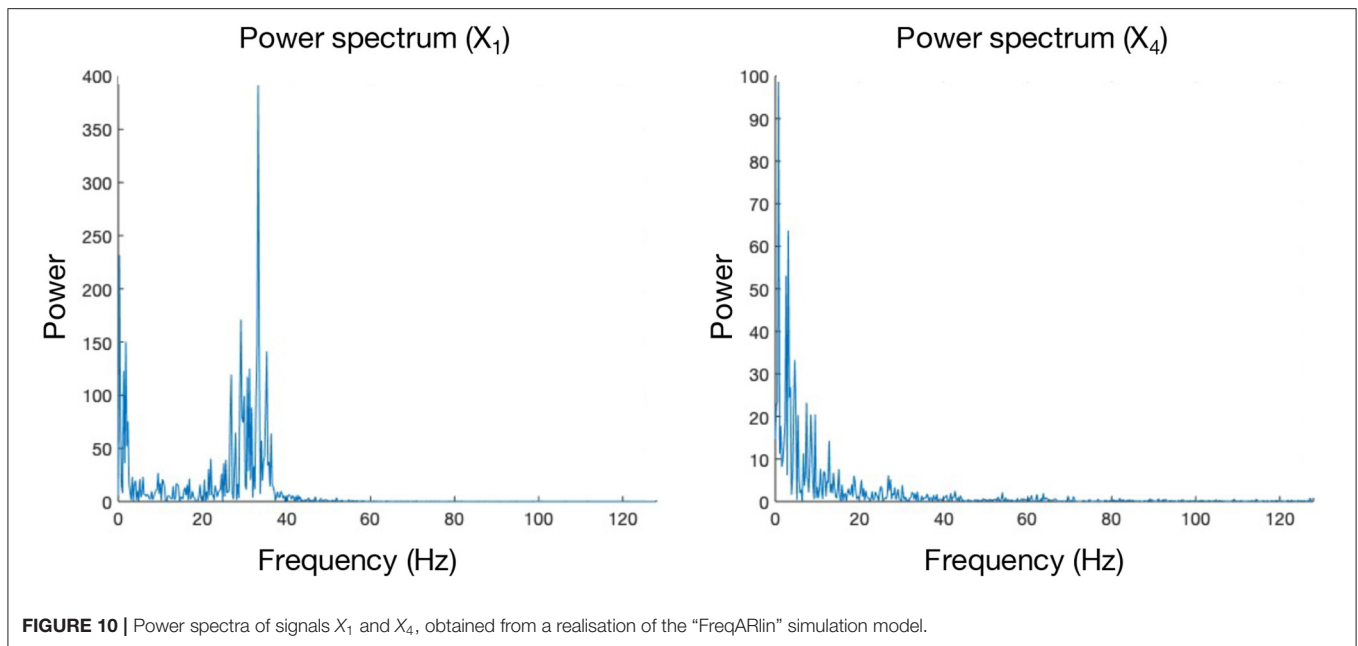 Power spectrum (X₁)
400
350
300
250
200
150
100
50
0
Power
0 20 40 60 80 100 120
Frequency (Hz)
Power spectrum (X₄)
100
90
80
70
60
50
40
30
20
10
0
Power
0 20 40 60 80 100 120
Frequency (Hz)
FIGURE 10 | Power spectra of signals X₁ and X₄, obtained from a realisation of the “FreqARlin” simulation model.